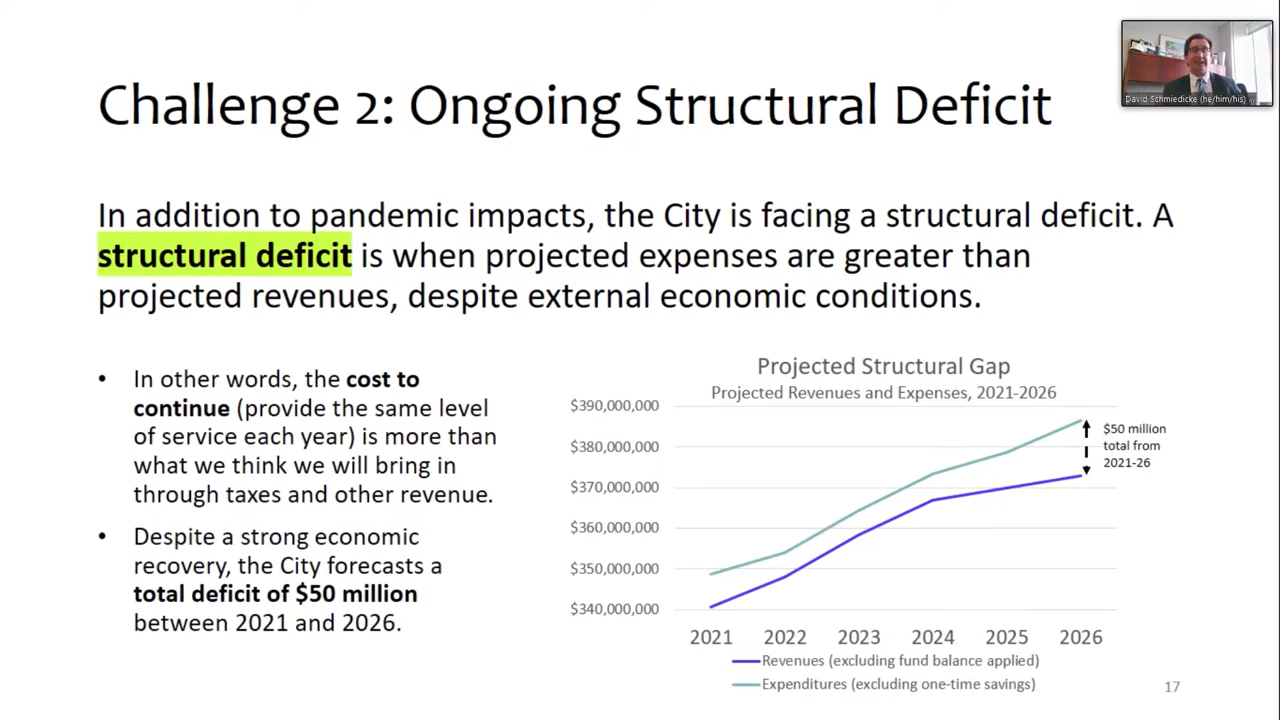 David Schmiedicke (he/him/his)
Challenge 2: Ongoing Structural Deficit
In addition to pandemic impacts, the City is facing a structural deficit. A
structural deficit is when projected expenses are greater than
projected revenues, despite external economic conditions.
• In other words, the cost to
continue (provide the same level
of service each year) is more than
what we think we will bring in
through taxes and other revenue.
• Despite a strong economic
recovery, the City forecasts a
total deficit of $50 million
between 2021 and 2026.
Projected Structural Gap
Projected Revenues and Expenses, 2021-2026
$390,000,000
$380,000,000
$370,000,000
$360,000,000
$350,000,000
$340,000,000
$50 million
total from
2021-26
2021 2022 2023 2024 2025 2026
Revenues (excluding fund balance applied)
Expenditures (excluding one-time savings)
17